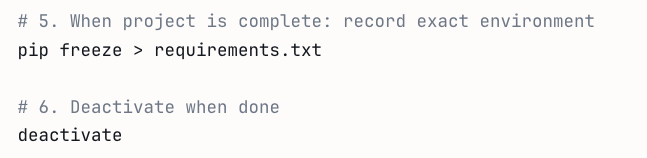 # 5. When project is complete: record exact environment
pip freeze > requirements.txt
# 6. Deactivate when done
deactivate